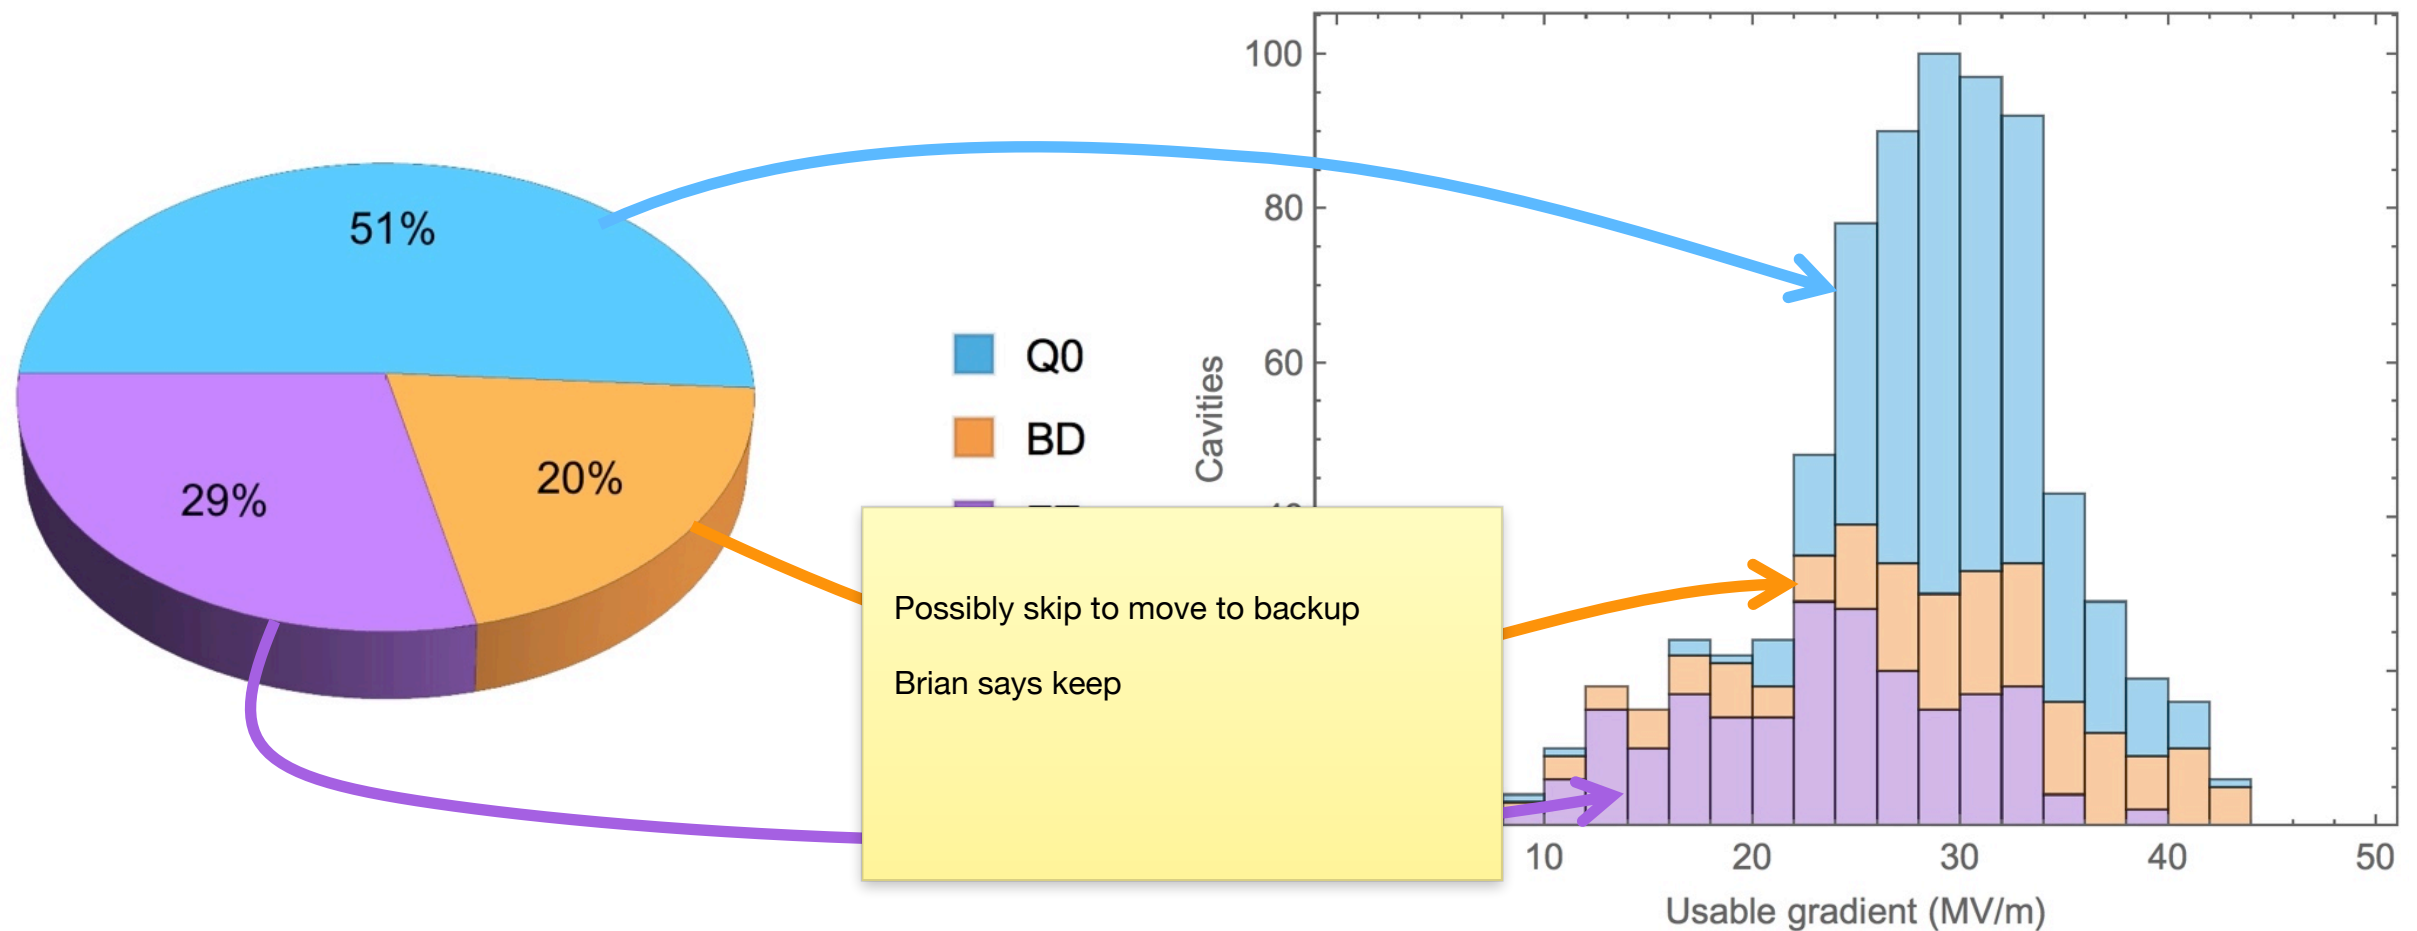 51%
29%
20%
Q0
BD
Possibly skip to move to backup
Brian says keep
Cavities
100
80
60
10
20
30
40
50
Usable gradient (MV/m)